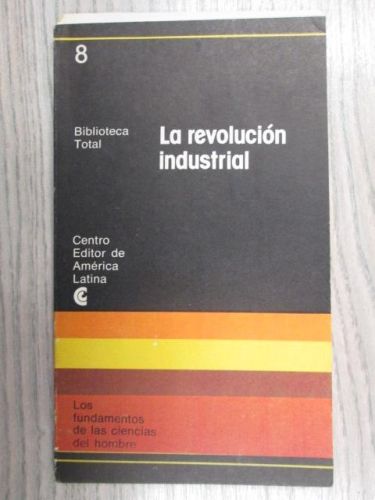 8
Biblioteca
Total
La revolución
industrial
Centro
Editor de
América
Latina
Los
fundamentos
de las ciencias
del hombre